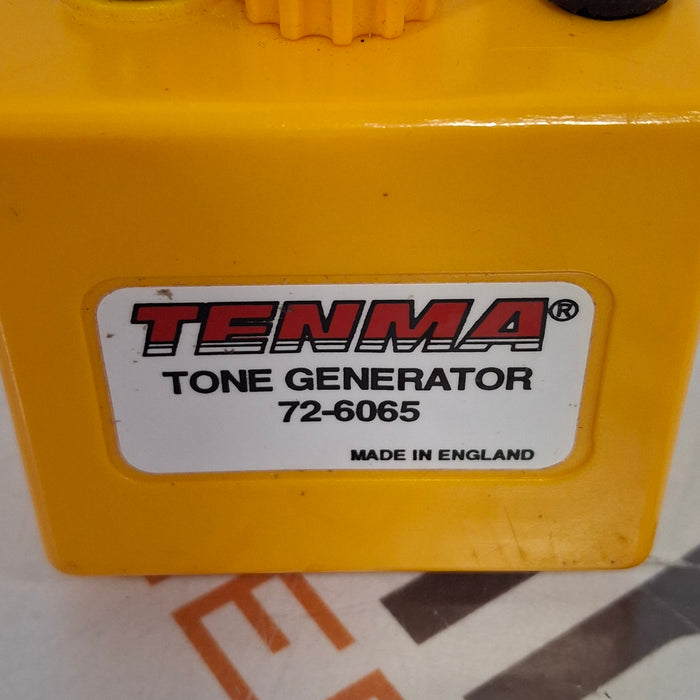 TENMA®
TONE GENERATOR
72-6065
MADE IN ENGLAND